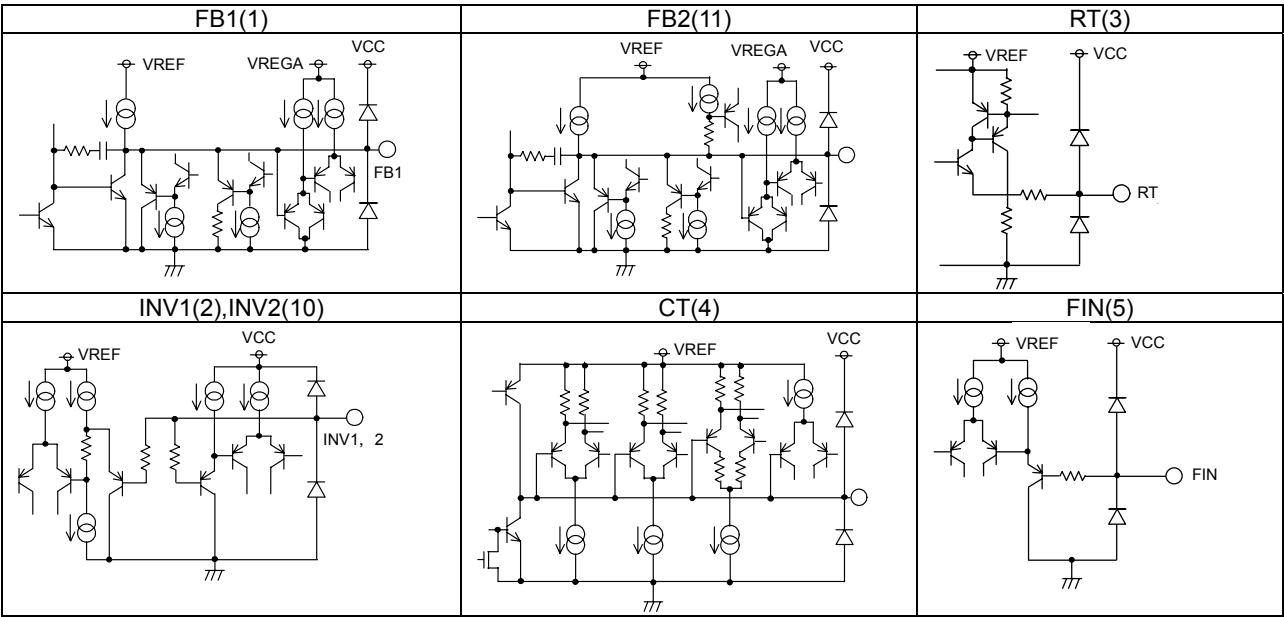 FB1(1)
FB2(11)
RT(3)
VREF
VREGA
VCC
FB1
VREF
VREGA
VCC
VREF
VCC
RT
INV1(2),INV2(10)
CT(4)
FIN(5)
VREF
VCC
INV1, 2
VREF
VCC
VREF
VCC
FIN